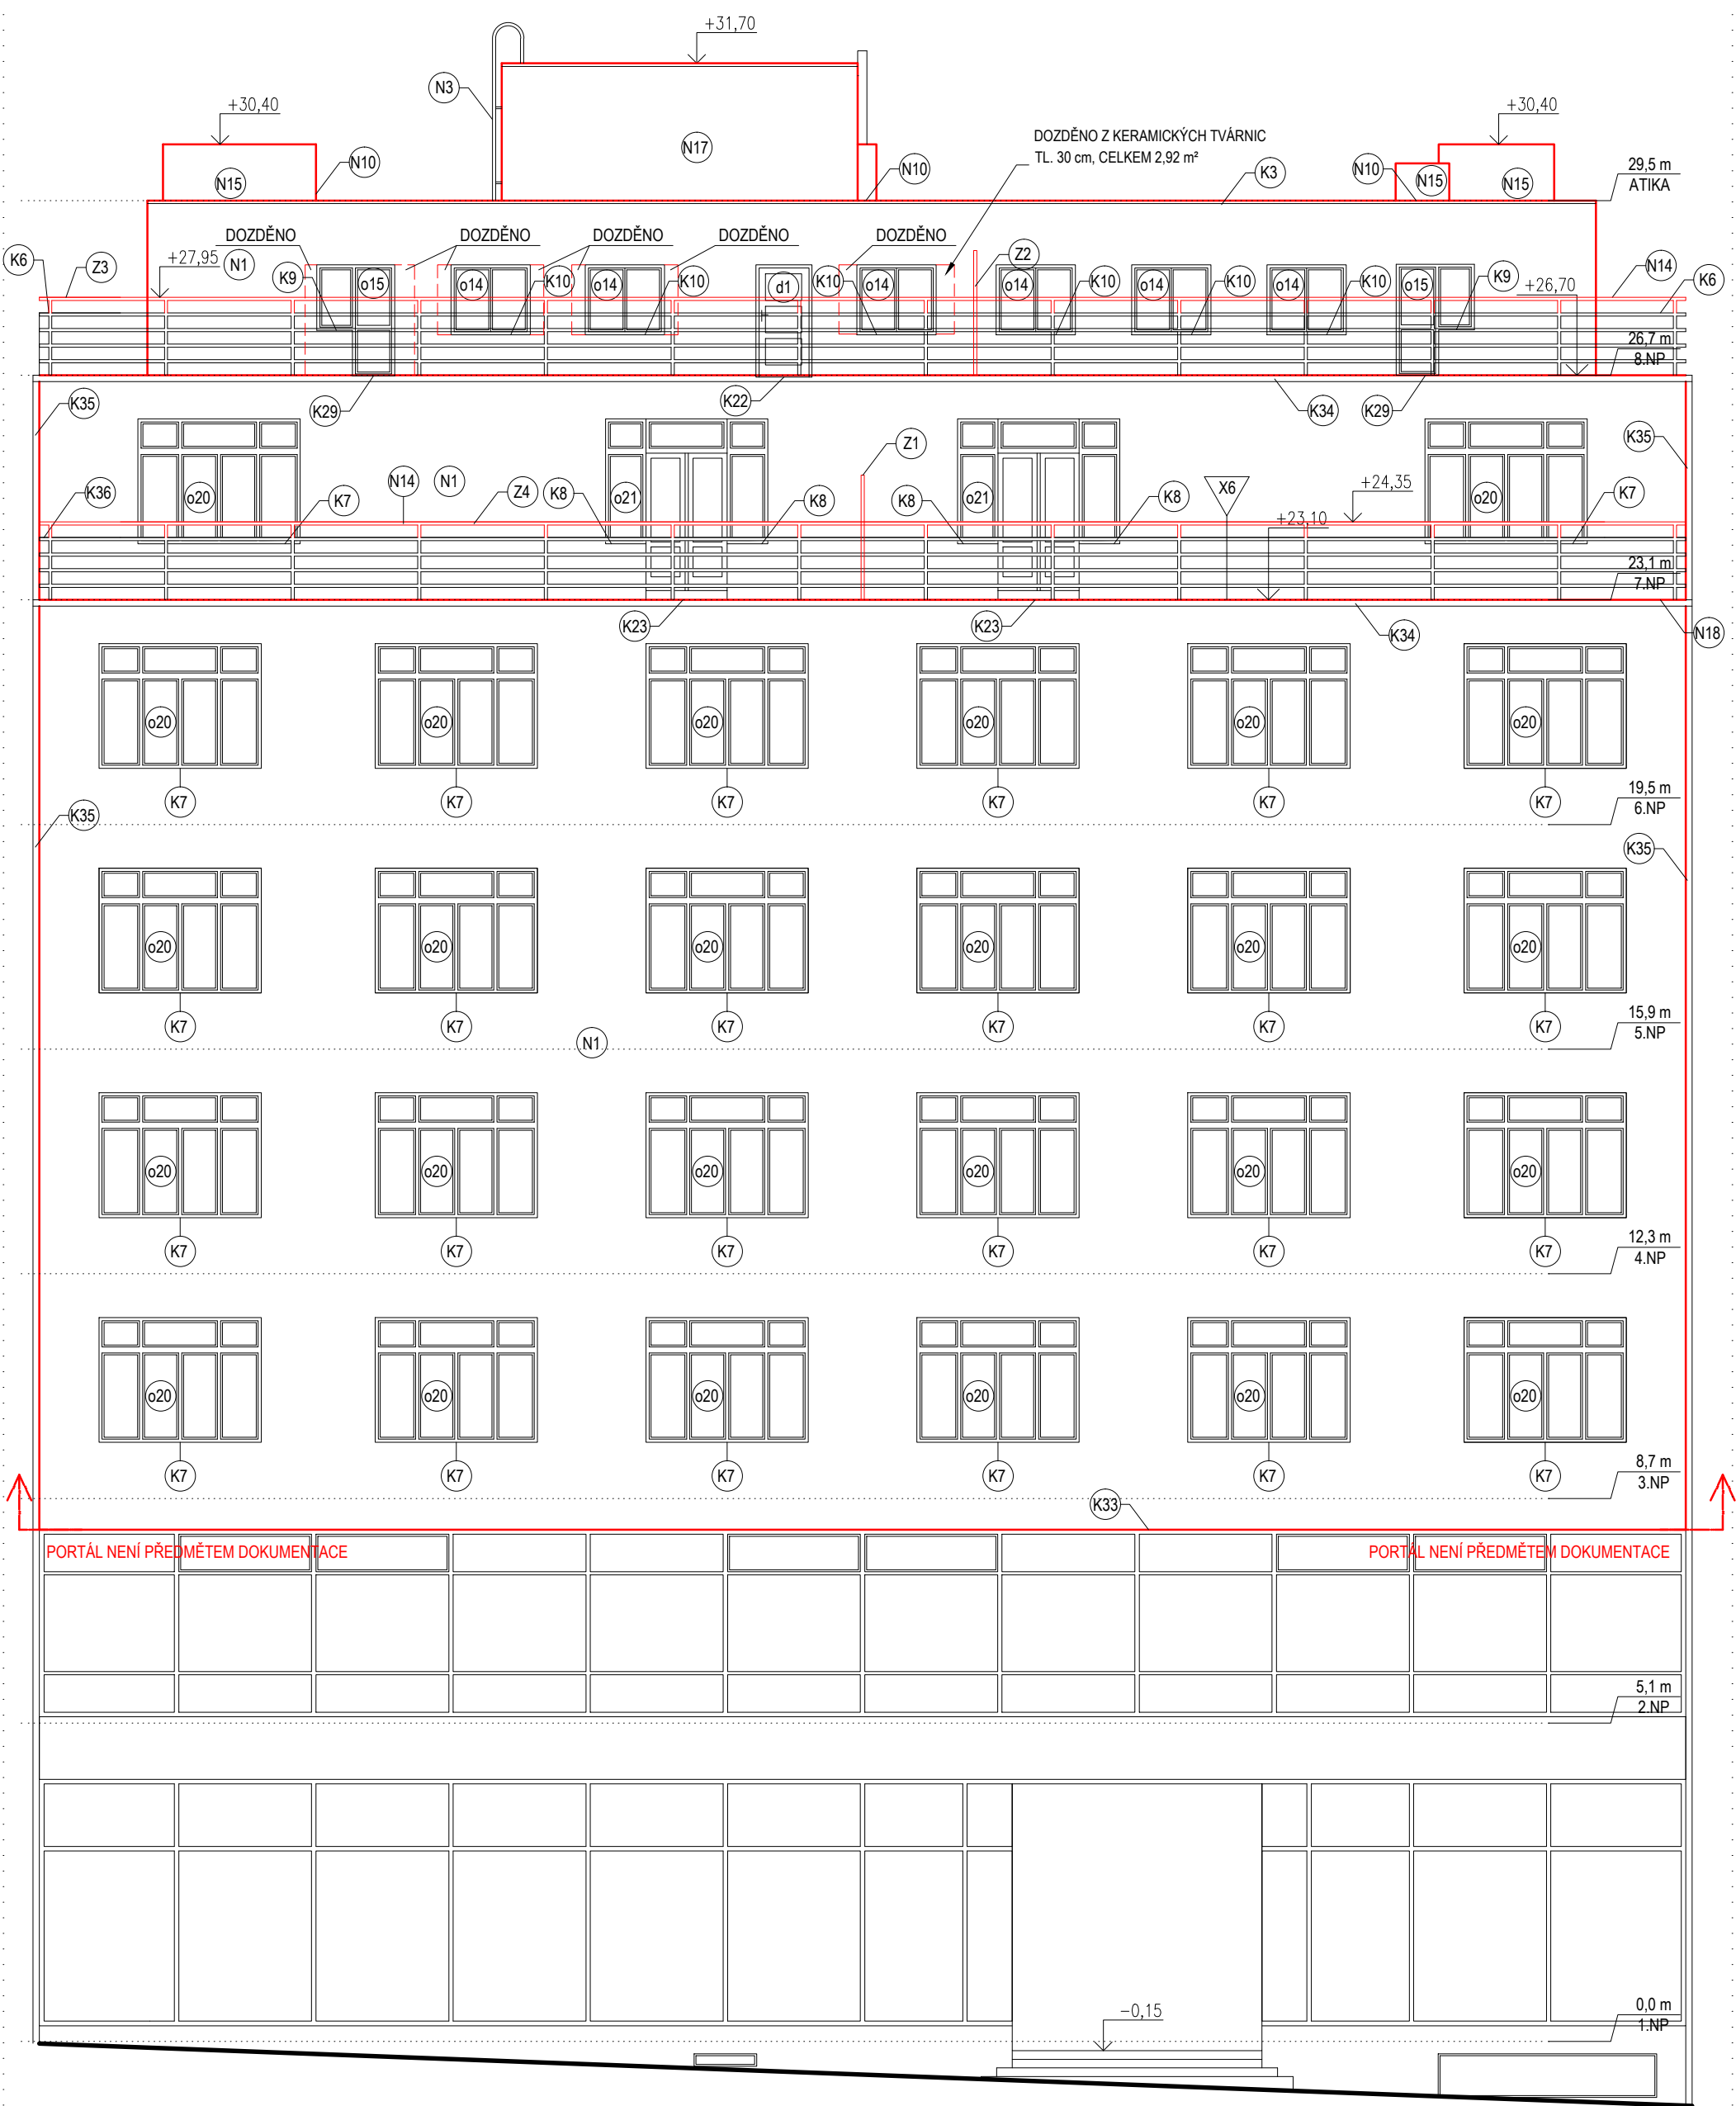 +31,70
N3
+30,40
+30,40
DOZDĚNO Z KERAMICKÝCH TVÁRNIC
TL. 30 cm, CELKEM 2,92 m²
N17
N10
N10
K3
N10
29,5 m
ATIKA
N15
N15
N15
DOZDĚNO
DOZDĚNO
DOZDĚNO
DOZDĚNO
DOZDĚNO
K6
Z3
+27,95
N1
K9
o15
o14
K10
o14
K10
d1
K10
o14
Z2
o14
K10
o14
K10
o14
K10
o15
K9
+26,70
N14
K6
26,7 m
8.NP
K35
K29
K22
K34
K29
K35
K36
o20
K7
N14
N1
Z4
K8
o21
K8
Z1
K8
o21
K8
X6
+24,35
o20
K7
+23,10
23,1 m
7.NP
K23
K23
K34
N18
o20
o20
o20
o20
o20
o20
K7
K7
K7
K7
K7
K7
19,5 m
6.NP
K35
K35
o20
o20
o20
o20
o20
o20
K7
K7
K7
K7
K7
K7
15,9 m
5.NP
N1
o20
o20
o20
o20
o20
o20
K7
K7
K7
K7
K7
K7
12,3 m
4.NP
o20
o20
o20
o20
o20
o20
K7
K7
K7
K7
K7
K7
8,7 m
3.NP
K33
PORTÁL NENÍ PŘEDMĚTEM DOKUMENTACE
PORTÁL NENÍ PŘEDMĚTEM DOKUMENTACE
5,1 m
2.NP
-0,15
0,0 m
1.NP